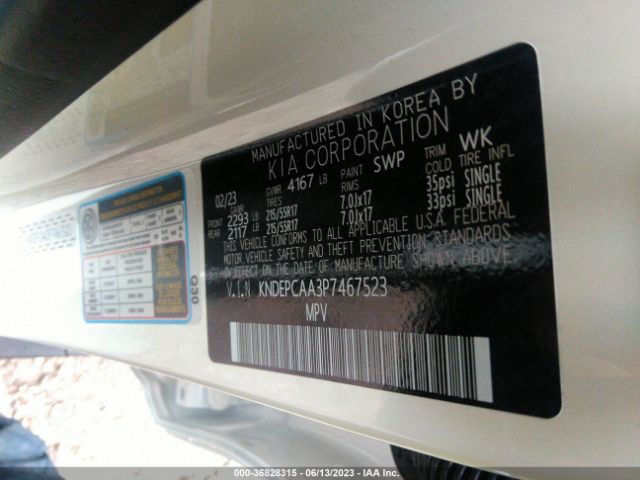 MANUFACTURED IN KOREA BY
KIA CORPORATION
02/23 GVWR 4167 LB PAINT SWP TRIM WK
GAWR TIRES RIMS COLD TIRE INFL
FRONT 2293 LB 215/55R17 7.0Jx17 35psi SINGLE
REAR 2117 LB 215/55R17 7.0Jx17 33psi SINGLE
THIS VEHICLE CONFORMS TO ALL APPLICABLE U.S.A. FEDERAL
MOTOR VEHICLE SAFETY AND THEFT PREVENTION STANDARDS
IN EFFECT ON THE DATE OF MANUFACTURE SHOWN ABOVE.
V.I.N KNDEPCAA3P7467523
MPV
Q30
000-36828315 - 06/13/2023 - IAA Inc.